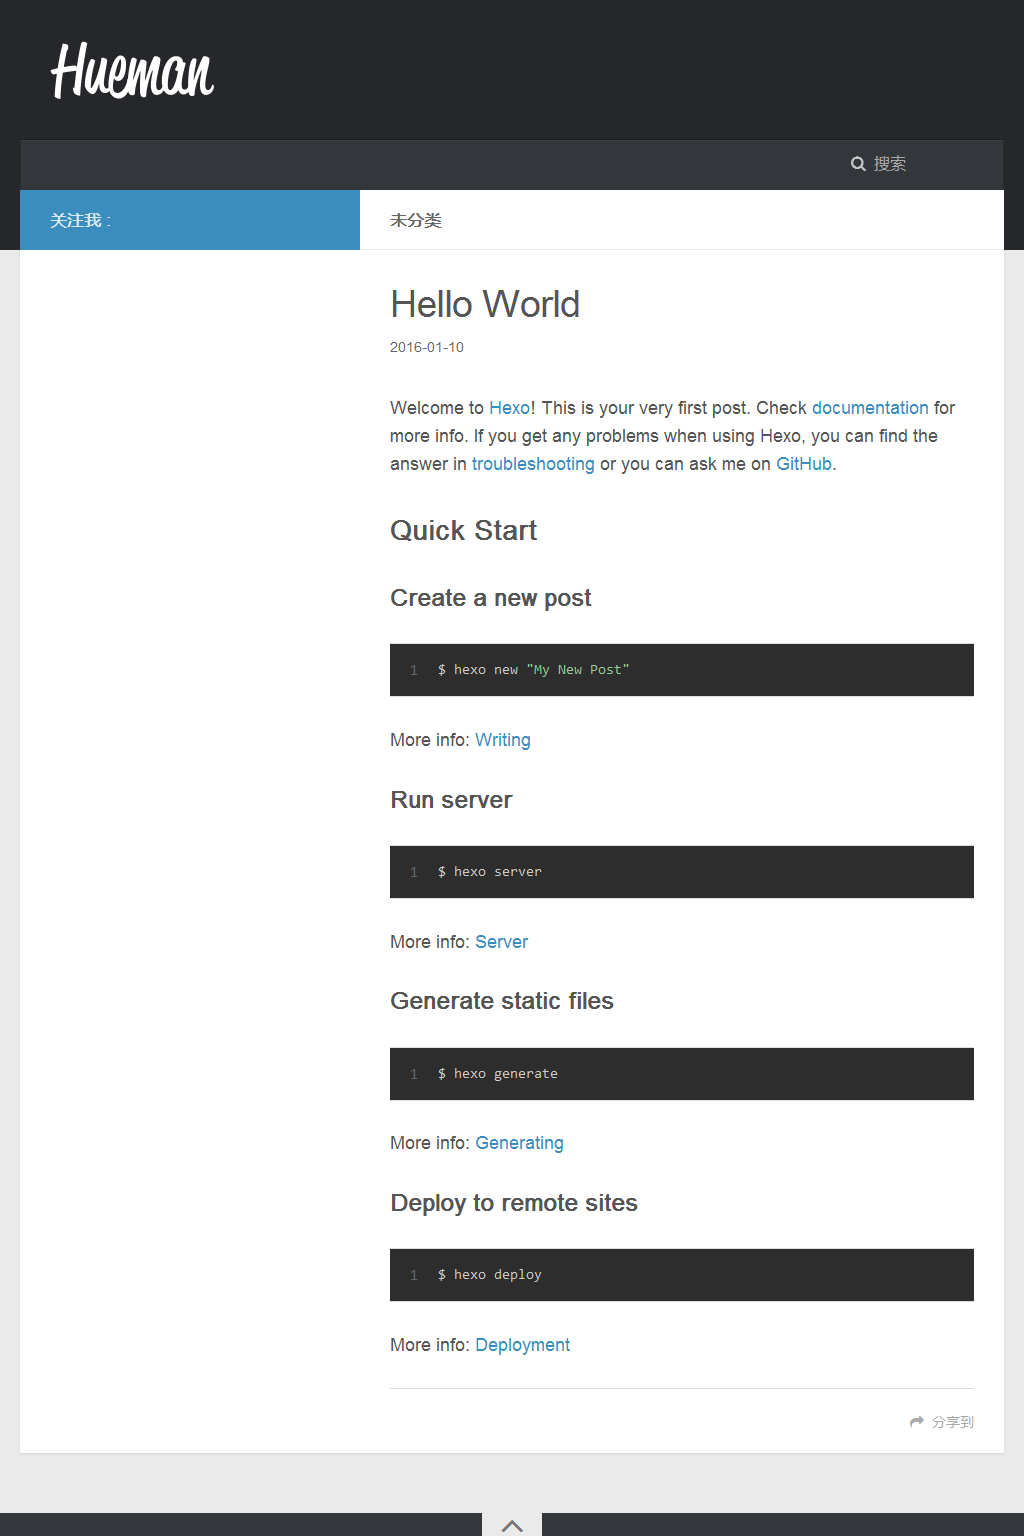 Hueman
搜索
关注我 :
未分类
Hello World
2016-01-10
Welcome to Hexo! This is your very first post. Check documentation for
more info. If you get any problems when using Hexo, you can find the
answer in troubleshooting or you can ask me on GitHub.
Quick Start
Create a new post
1 $ hexo new "My New Post"
More info: Writing
Run server
1 $ hexo server
More info: Server
Generate static files
1 $ hexo generate
More info: Generating
Deploy to remote sites
1 $ hexo deploy
More info: Deployment
分享到